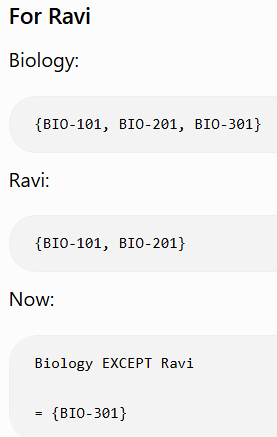 For Ravi
Biology:
{BIO-101, BIO-201, BIO-301}
Ravi:
{BIO-101, BIO-201}
Now:
Biology EXCEPT Ravi
= {BIO-301}